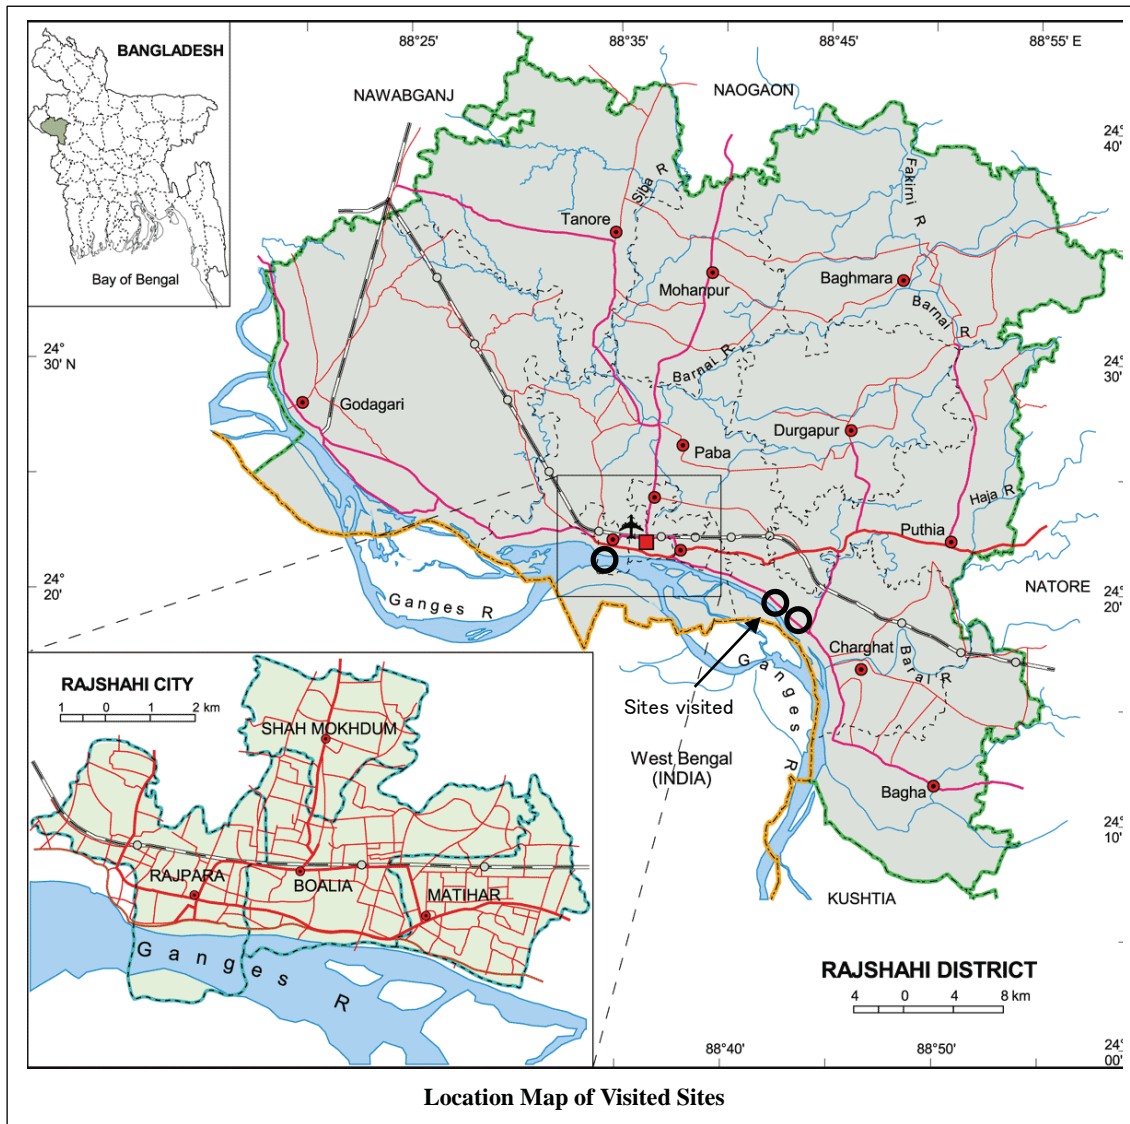 88°25'
88°35'
88°45'
88°55' E
BANGLADESH
Bay of Bengal
NAWABGANJ
NAOGAON
24°
40'
Siba R
Fakirni R
Tanore
Mohanpur
Baghmara
Barnai R
24°
30' N
Barnai R
24°
30'
Godagari
Durgapur
Paba
Haja R
Puthia
24°
20'
Ganges R
NATORE
24°
20'
Charghat
Baral R
Ganges R
Sites visited
West Bengal
(INDIA)
Bagha
24°
10'
KUSHTIA
RAJSHAHI CITY
1 0 1 2 km
SHAH MOKHDUM
RAJPARA
BOALIA
MATIHAR
Ganges R
RAJSHAHI DISTRICT
4 0 4 8 km
88°40'
88°50'
24°
00'
Location Map of Visited Sites